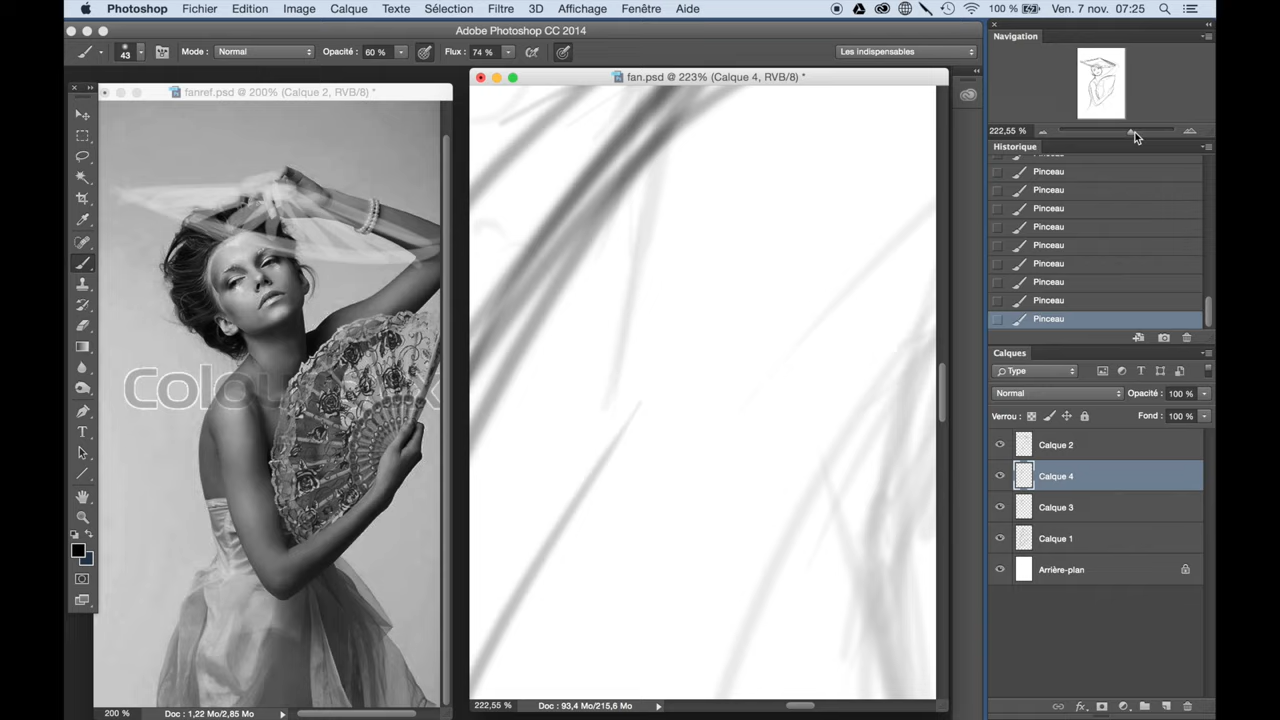 Photoshop Fichier Edition Image Calque Texte Sélection Filtre 3D Affichage Fenêtre Aide 100 % Ven. 7 nov. 07:25
Adobe Photoshop CC 2014
43 Mode : Normal Opacité : 60 % Flux : 74 % Les indispensables
fanref.psd @ 200% (Calque 2, RVB/8) *
fan.psd @ 223% (Calque 4, RVB/8) *
Navigation
222,55 %
Historique
Pinceau
Pinceau
Pinceau
Pinceau
Pinceau
Pinceau
Pinceau
Pinceau
Pinceau
Calques
Type
Normal Opacité : 100 %
Verrou : Fond : 100 %
Calque 2
Calque 4
Calque 3
Calque 1
Arrière-plan
200 % Doc : 1,22 Mo/2,85 Mo
222,55 % Doc : 93,4 Mo/215,6 Mo